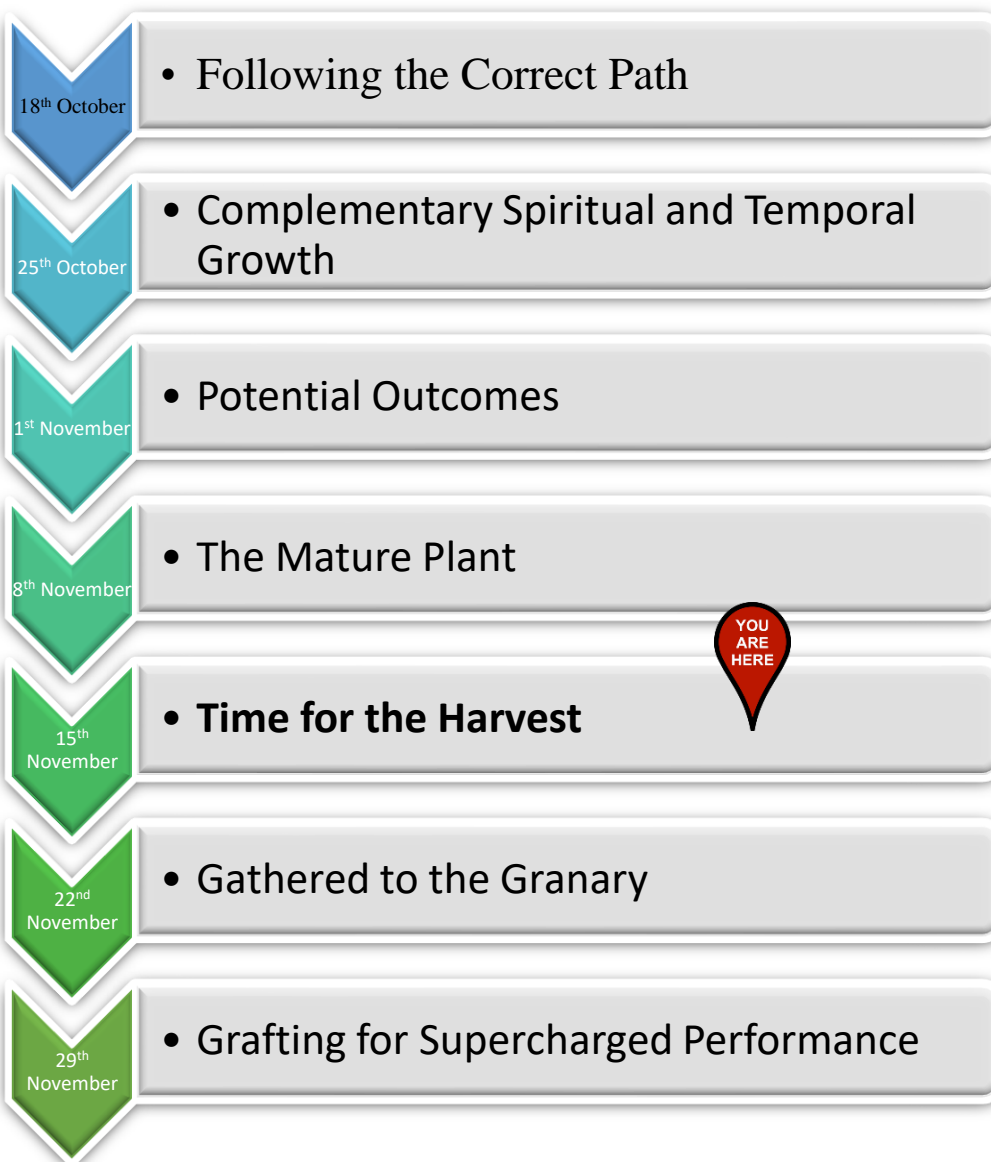 18th October
• Following the Correct Path
25th October
• Complementary Spiritual and Temporal
Growth
1st November
• Potential Outcomes
8th November
• The Mature Plant
YOU
ARE
HERE
15th
November
• Time for the Harvest
22nd
November
• Gathered to the Granary
29th
November
• Grafting for Supercharged Performance